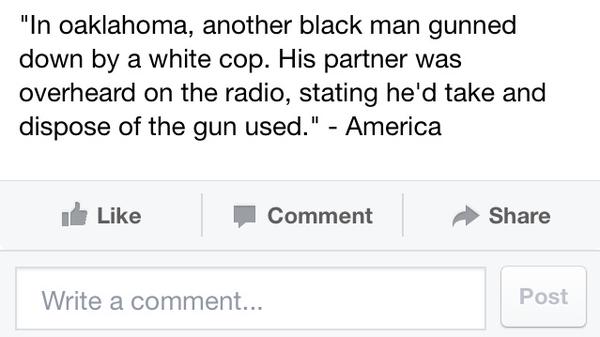 "In oaklahoma, another black man gunned
down by a white cop. His partner was
overheard on the radio, stating he'd take and
dispose of the gun used." - America
Like Comment Share
Write a comment... Post